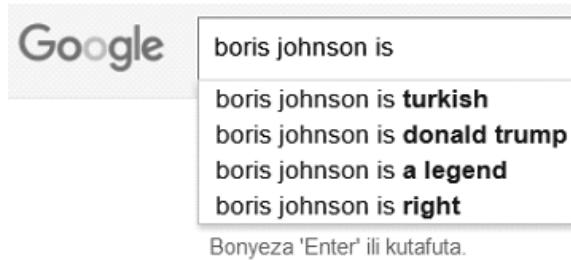 Google
boris johnson is
boris johnson is turkish
boris johnson is donald trump
boris johnson is a legend
boris johnson is right
Bonyeza 'Enter' ili kutafuta.